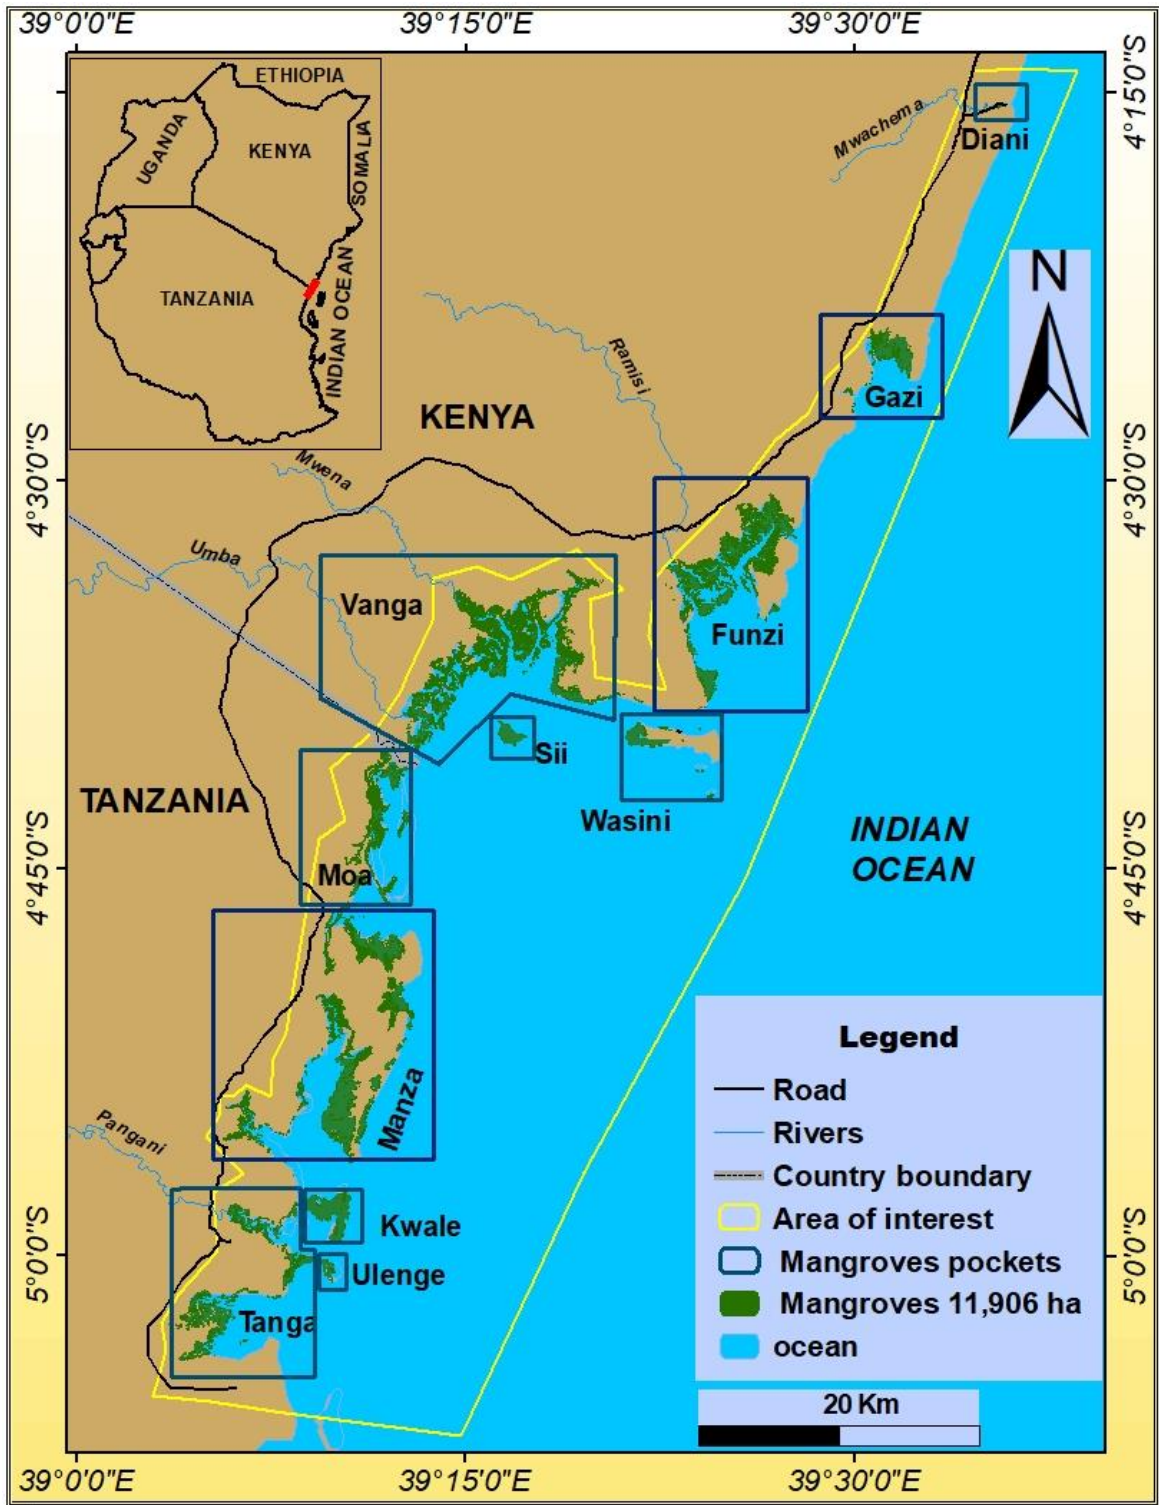 39°0'0"E 39°15'0"E 39°30'0"E
4°15'0"S
4°30'0"S
4°45'0"S
5°0'0"S
4°15'0"S
4°30'0"S
4°45'0"S
5°0'0"S
ETHIOPIA
UGANDA
KENYA
SOMALIA
TANZANIA
INDIAN OCEAN
Mwachema
Diani
N
Ramisi
Gazi
KENYA
Mwena
Umba
Vanga
Funzi
Sii
Wasini
TANZANIA
INDIAN
OCEAN
Moa
Manza
Pangani
Kwale
Ulenge
Tanga
Legend
Road
Rivers
Country boundary
Area of interest
Mangroves pockets
Mangroves 11,906 ha
ocean
20 Km
39°0'0"E 39°15'0"E 39°30'0"E